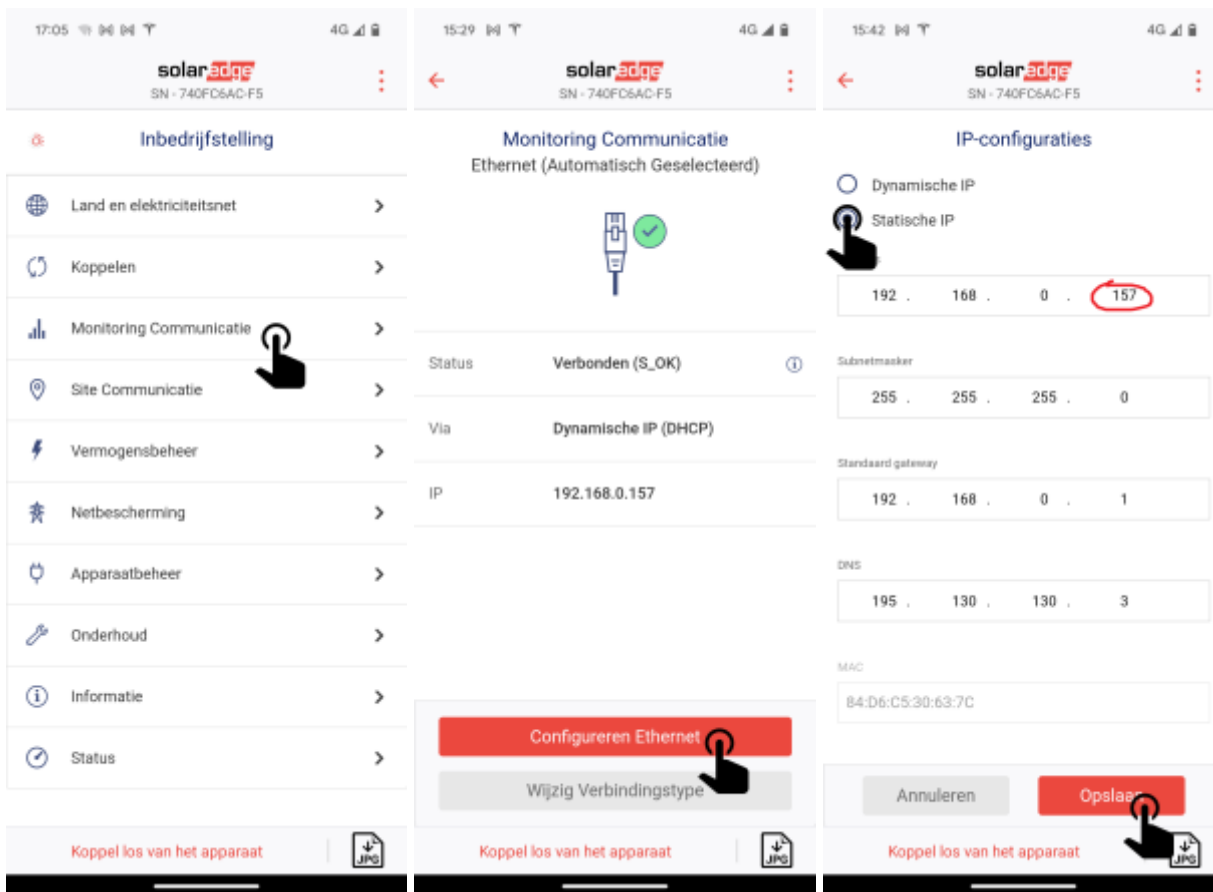 17:05
4G
solaredge
SN - 740FC6AC-F5
Inbedrijfstelling
Land en elektriciteitsnet
Koppelen
Monitoring Communicatie
Site Communicatie
Vermogensbeheer
Netbescherming
Apparaatbeheer
Onderhoud
Informatie
Status
Koppel los van het apparaat
JPG
15:29
4G
solaredge
SN - 740FC6AC-F5
Monitoring Communicatie
Ethernet (Automatisch Geselecteerd)
Status Verbonden (S_OK)
Via Dynamische IP (DHCP)
IP 192.168.0.157
Configureren Ethernet
Wijzig Verbindingstype
Koppel los van het apparaat
JPG
15:42
4G
solaredge
SN - 740FC6AC-F5
IP-configuraties
Dynamische IP
Statische IP
192 . 168 . 0 . 157
Subnetmasker
255 . 255 . 255 . 0
Standaard gateway
192 . 168 . 0 . 1
DNS
195 . 130 . 130 . 3
MAC
84:D6:C5:30:63:7C
Annuleren
Opslaan
Koppel los van het apparaat
JPG